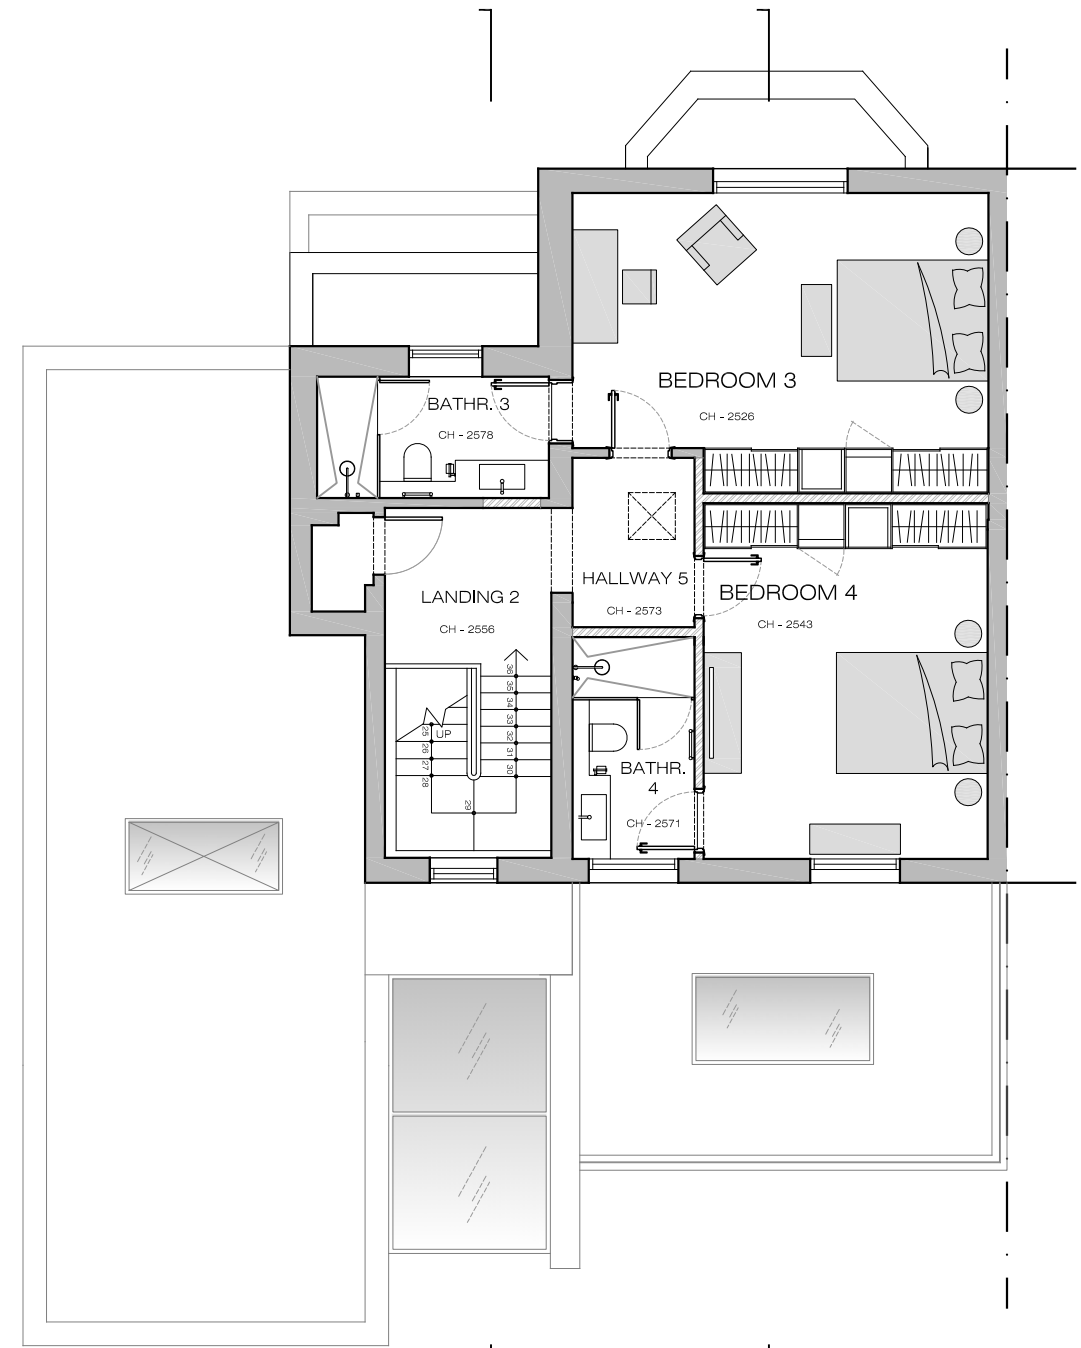 BEDROOM 3
CH - 2526
BATHR. 3
CH - 2578
HALLWAY 5
CH - 2573
BEDROOM 4
CH - 2543
LANDING 2
CH - 2556
36
35
34
33
32
31
30
29
28
27
26
25
UP
BATHR.
4
CH - 2571